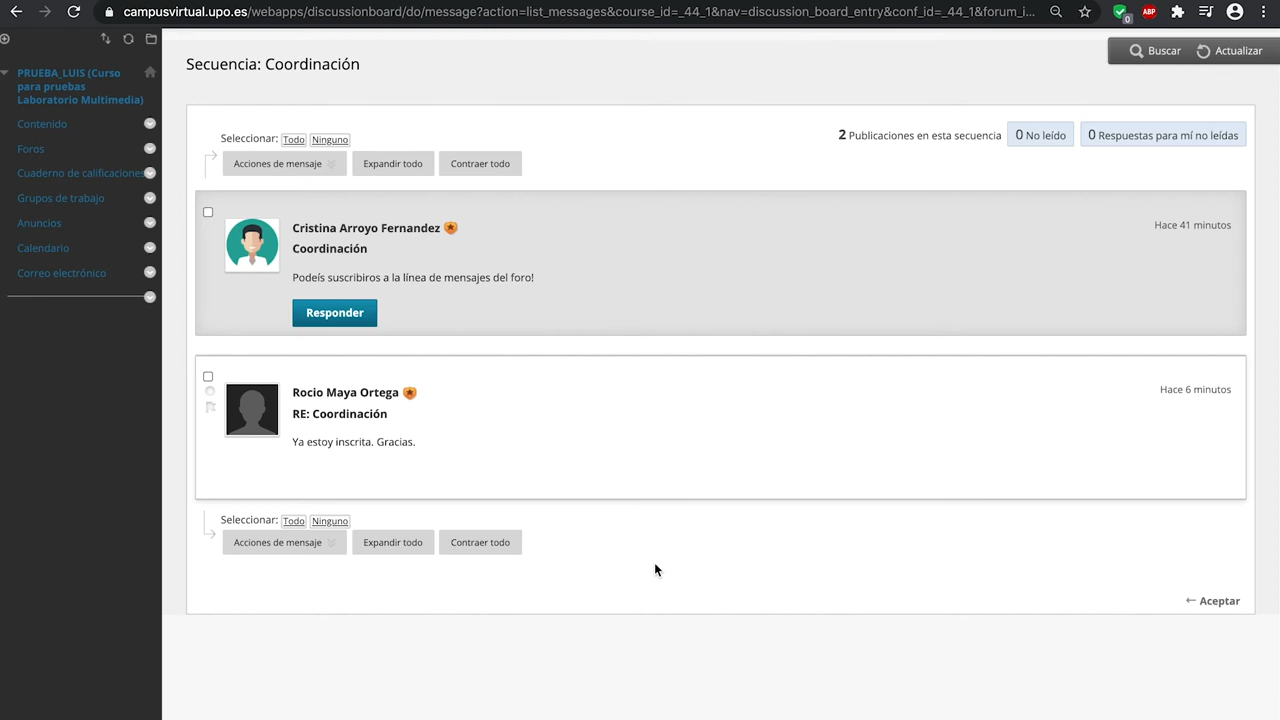 campusvirtual.upo.es/webapps/discussionboard/do/message?action=list_messages&course_id=_44_1&nav=discussion_board_entry&conf_id=_44_1&forum_i...
0
ABP
PRUEBA_LUIS (Curso
para pruebas
Laboratorio Multimedia)
Contenido
Foros
Cuaderno de calificaciones
Grupos de trabajo
Anuncios
Calendario
Correo electrónico
Buscar
Actualizar
Secuencia: Coordinación
Seleccionar: Todo Ninguno
2 Publicaciones en esta secuencia 0 No leído 0 Respuestas para mí no leídas
Acciones de mensaje Expandir todo Contraer todo
Cristina Arroyo Fernandez
Hace 41 minutos
Coordinación
Podeís suscribiros a la línea de mensajes del foro!
Responder
Rocio Maya Ortega
Hace 6 minutos
RE: Coordinación
Ya estoy inscrita. Gracias.
Seleccionar: Todo Ninguno
Acciones de mensaje Expandir todo Contraer todo
← Aceptar